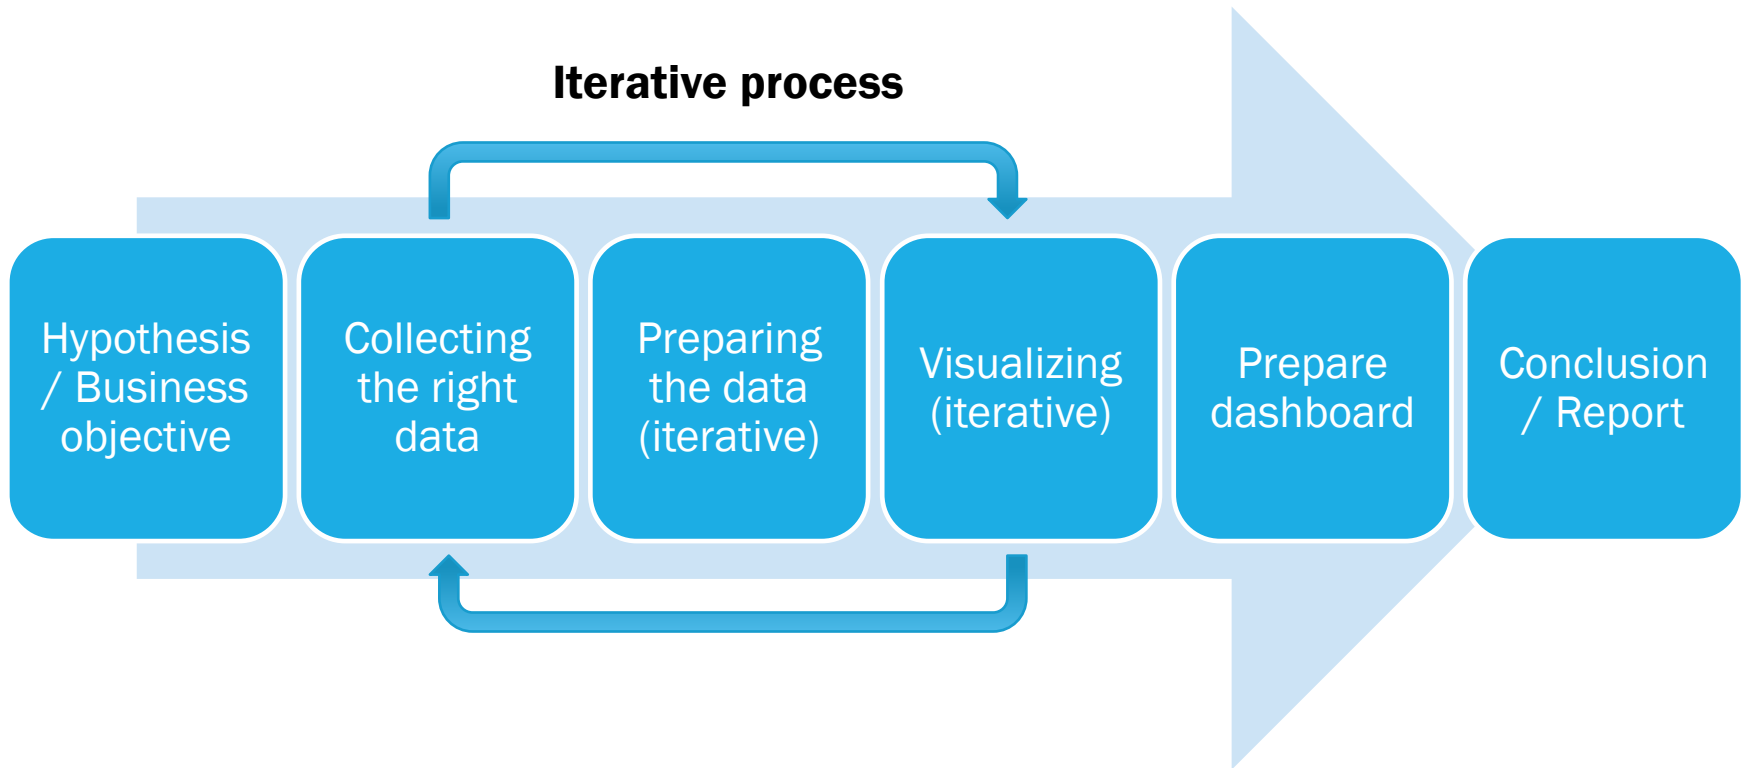 Iterative process
Hypothesis
/ Business
objective
Collecting
the right
data
Preparing
the data
(iterative)
Visualizing
(iterative)
Prepare
dashboard
Conclusion
/ Report